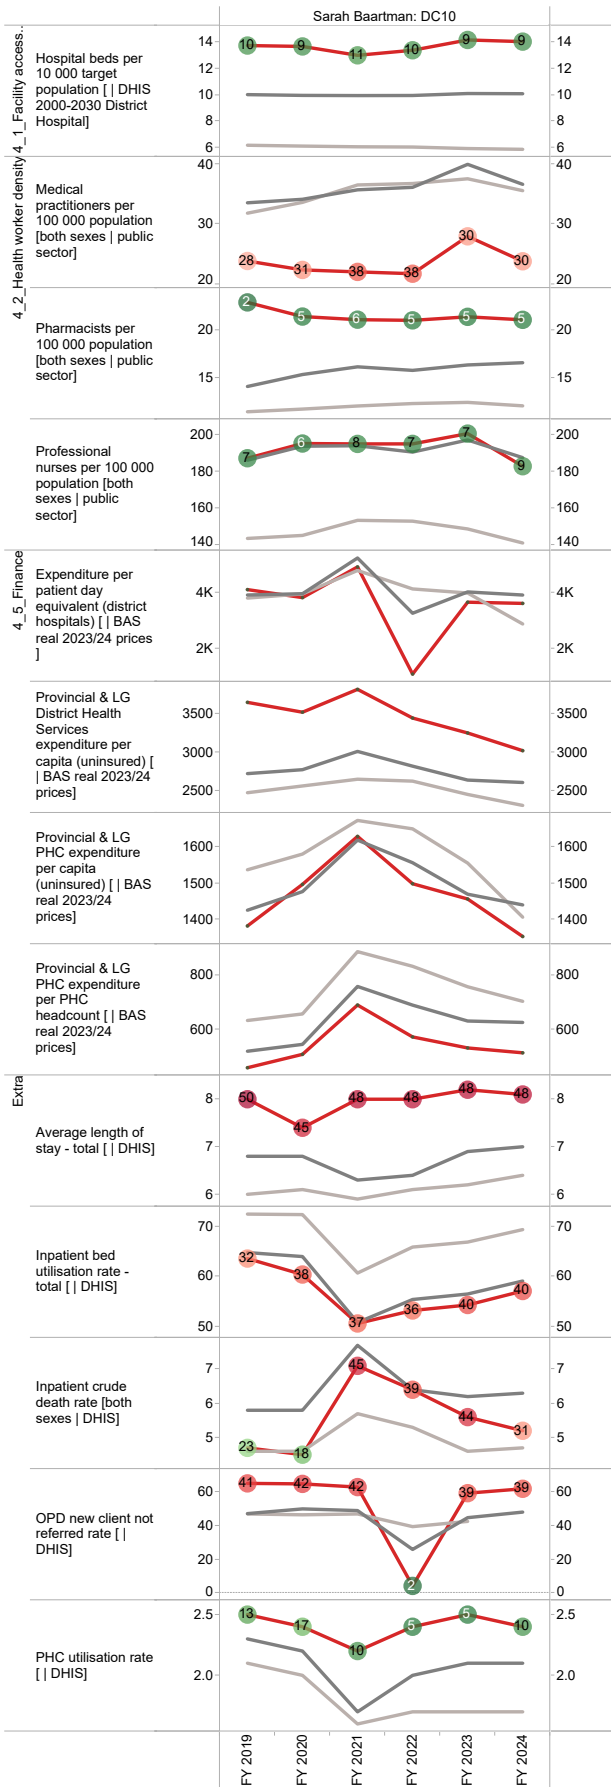 Sarah Baartman: DC10
4_1_Facility access..
Hospital beds per
10 000 target
population [ | DHIS
2000-2030 District
Hospital]
14
12
10
8
6
10
9
11
10
9
9
14
12
10
8
6
4_2_Health worker density
Medical
practitioners per
100 000 population
[both sexes | public
sector]
40
30
20
28
31
38
38
30
30
40
30
20
Pharmacists per
100 000 population
[both sexes | public
sector]
20
15
2
5
6
5
5
5
20
15
Professional
nurses per 100 000
population [both
sexes | public
sector]
200
180
160
140
7
6
8
7
7
9
200
180
160
140
4_5_Finance
Expenditure per
patient day
equivalent (district
hospitals) [ | BAS
real 2023/24 prices
]
4K
2K
4K
2K
Provincial & LG
District Health
Services
expenditure per
capita (uninsured) [
| BAS real 2023/24
prices]
3500
3000
2500
3500
3000
2500
Provincial & LG
PHC expenditure
per capita
(uninsured) [ | BAS
real 2023/24
prices]
1600
1500
1400
1600
1500
1400
Provincial & LG
PHC expenditure
per PHC
headcount [ | BAS
real 2023/24
prices]
800
600
800
600
Extra
Average length of
stay - total [ | DHIS]
8
7
6
50
45
48
48
48
48
8
7
6
Inpatient bed
utilisation rate -
total [ | DHIS]
70
60
50
32
38
37
36
40
40
70
60
50
Inpatient crude
death rate [both
sexes | DHIS]
7
6
5
23
18
45
39
44
31
7
6
5
OPD new client not
referred rate [ |
DHIS]
60
40
20
0
41
42
42
2
39
39
60
40
20
0
PHC utilisation rate
[ | DHIS]
2.5
2.0
13
17
10
5
5
10
2.5
2.0
FY 2019
FY 2020
FY 2021
FY 2022
FY 2023
FY 2024